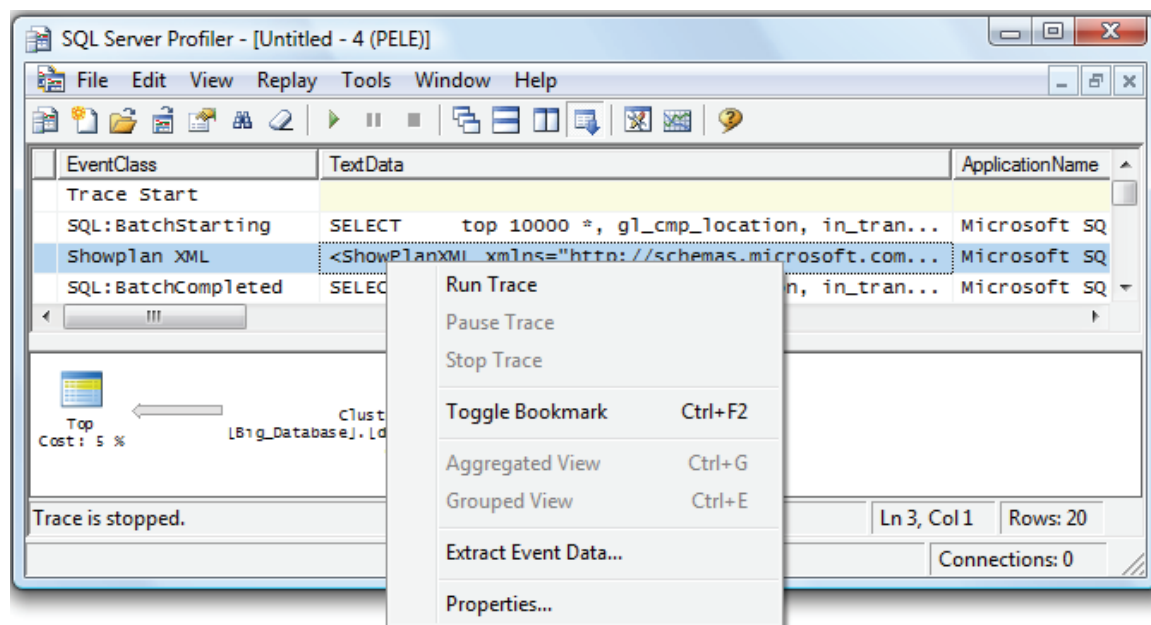 SQL Server Profiler - [Untitled - 4 (PELE)]
File Edit View Replay Tools Window Help
EventClass TextData ApplicationName
Trace Start
SQL:BatchStarting SELECT top 10000 *, gl_cmp_location, in_tran... Microsoft SQ
Showplan XML <ShowPlanXML xmlns="http://schemas.microsoft.com... Microsoft SQ
SQL:BatchCompleted SELEC n, in_tran... Microsoft SQ
Run Trace
Pause Trace
Stop Trace
Toggle Bookmark Ctrl+F2
Aggregated View Ctrl+G
Grouped View Ctrl+E
Extract Event Data...
Properties...
Top
Cost: 5 %
Clust
[Big_Database].[d
Trace is stopped. Ln 3, Col 1 Rows: 20
Connections: 0